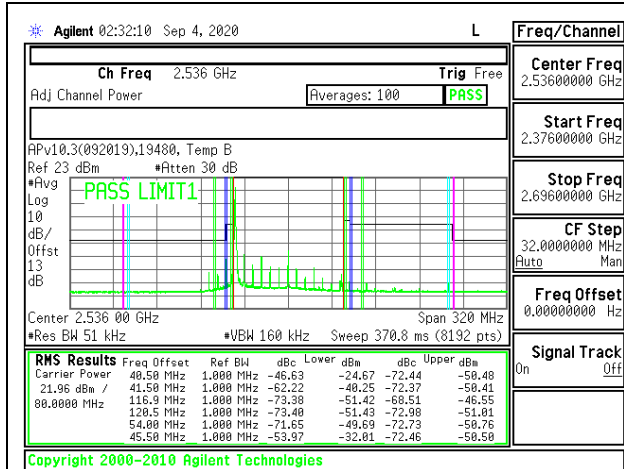 Agilent 02:32:10 Sep 4, 2020 L
Freq/Channel
Ch Freq 2.536 GHz Trig Free
Adj Channel Power Averages: 100 PASS
APv10.3(092019),19480, Temp B
Ref 23 dBm #Atten 30 dB
#Avg
Log
10
dB/
Offst
13
dB
PASS LIMIT1
Center 2.536 00 GHz Span 320 MHz
#Res BW 51 kHz #VBW 160 kHz Sweep 370.8 ms (8192 pts)
RMS Results Freq Offset Ref BW dBc Lower dBm dBc Upper dBm
Carrier Power 40.50 MHz 1.000 MHz -46.63 -24.67 -72.44 -50.48
21.96 dBm / 41.50 MHz 1.000 MHz -62.22 -40.25 -72.37 -50.41
80.0000 MHz 116.9 MHz 1.000 MHz -73.38 -51.42 -68.51 -46.55
120.5 MHz 1.000 MHz -73.40 -51.43 -72.98 -51.01
54.00 MHz 1.000 MHz -71.65 -49.69 -72.73 -50.76
45.50 MHz 1.000 MHz -53.97 -32.01 -72.46 -50.50
Copyright 2000-2010 Agilent Technologies
Center Freq
2.53600000 GHz
Start Freq
2.37600000 GHz
Stop Freq
2.69600000 GHz
CF Step
32.0000000 MHz
Auto Man
Freq Offset
0.00000000 Hz
Signal Track
On Off